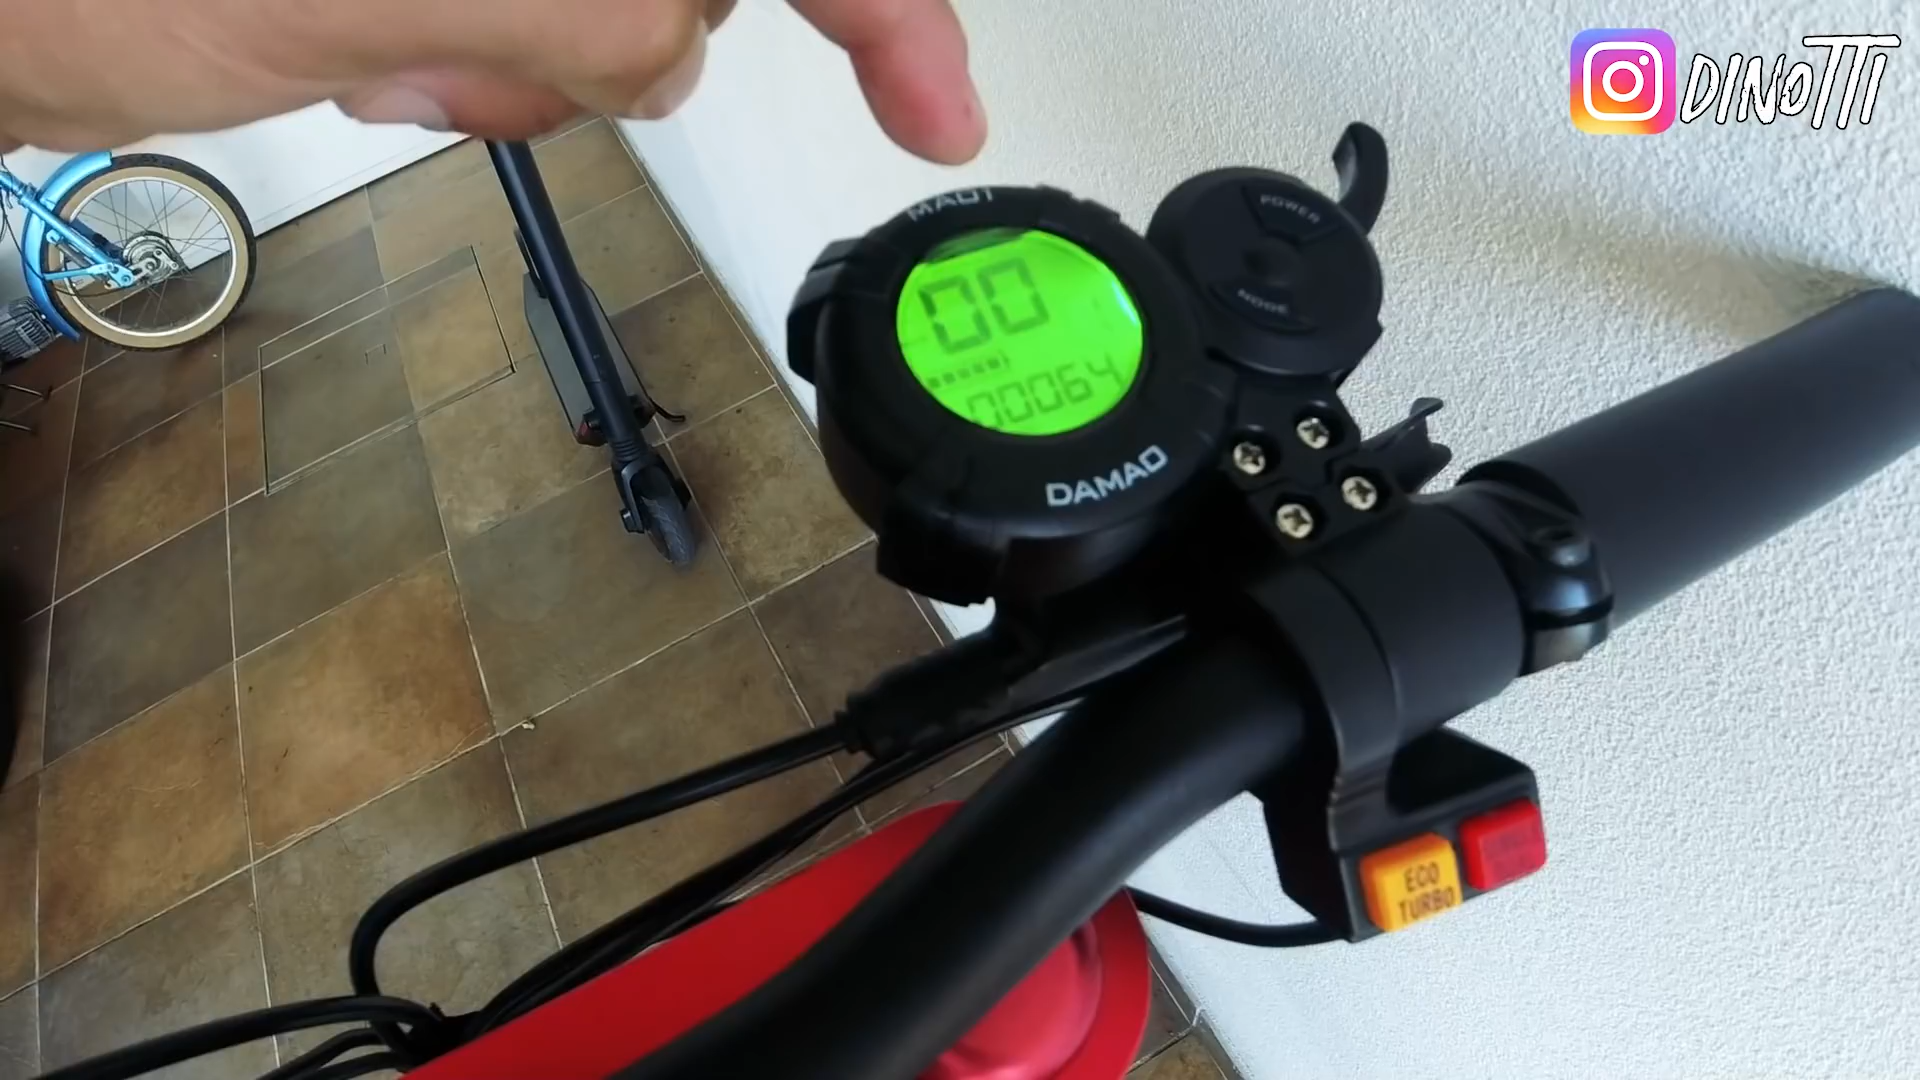 DINOTTI
MAOT
POWER
MODE
00
00064
DAMAO
ECO
TURBO